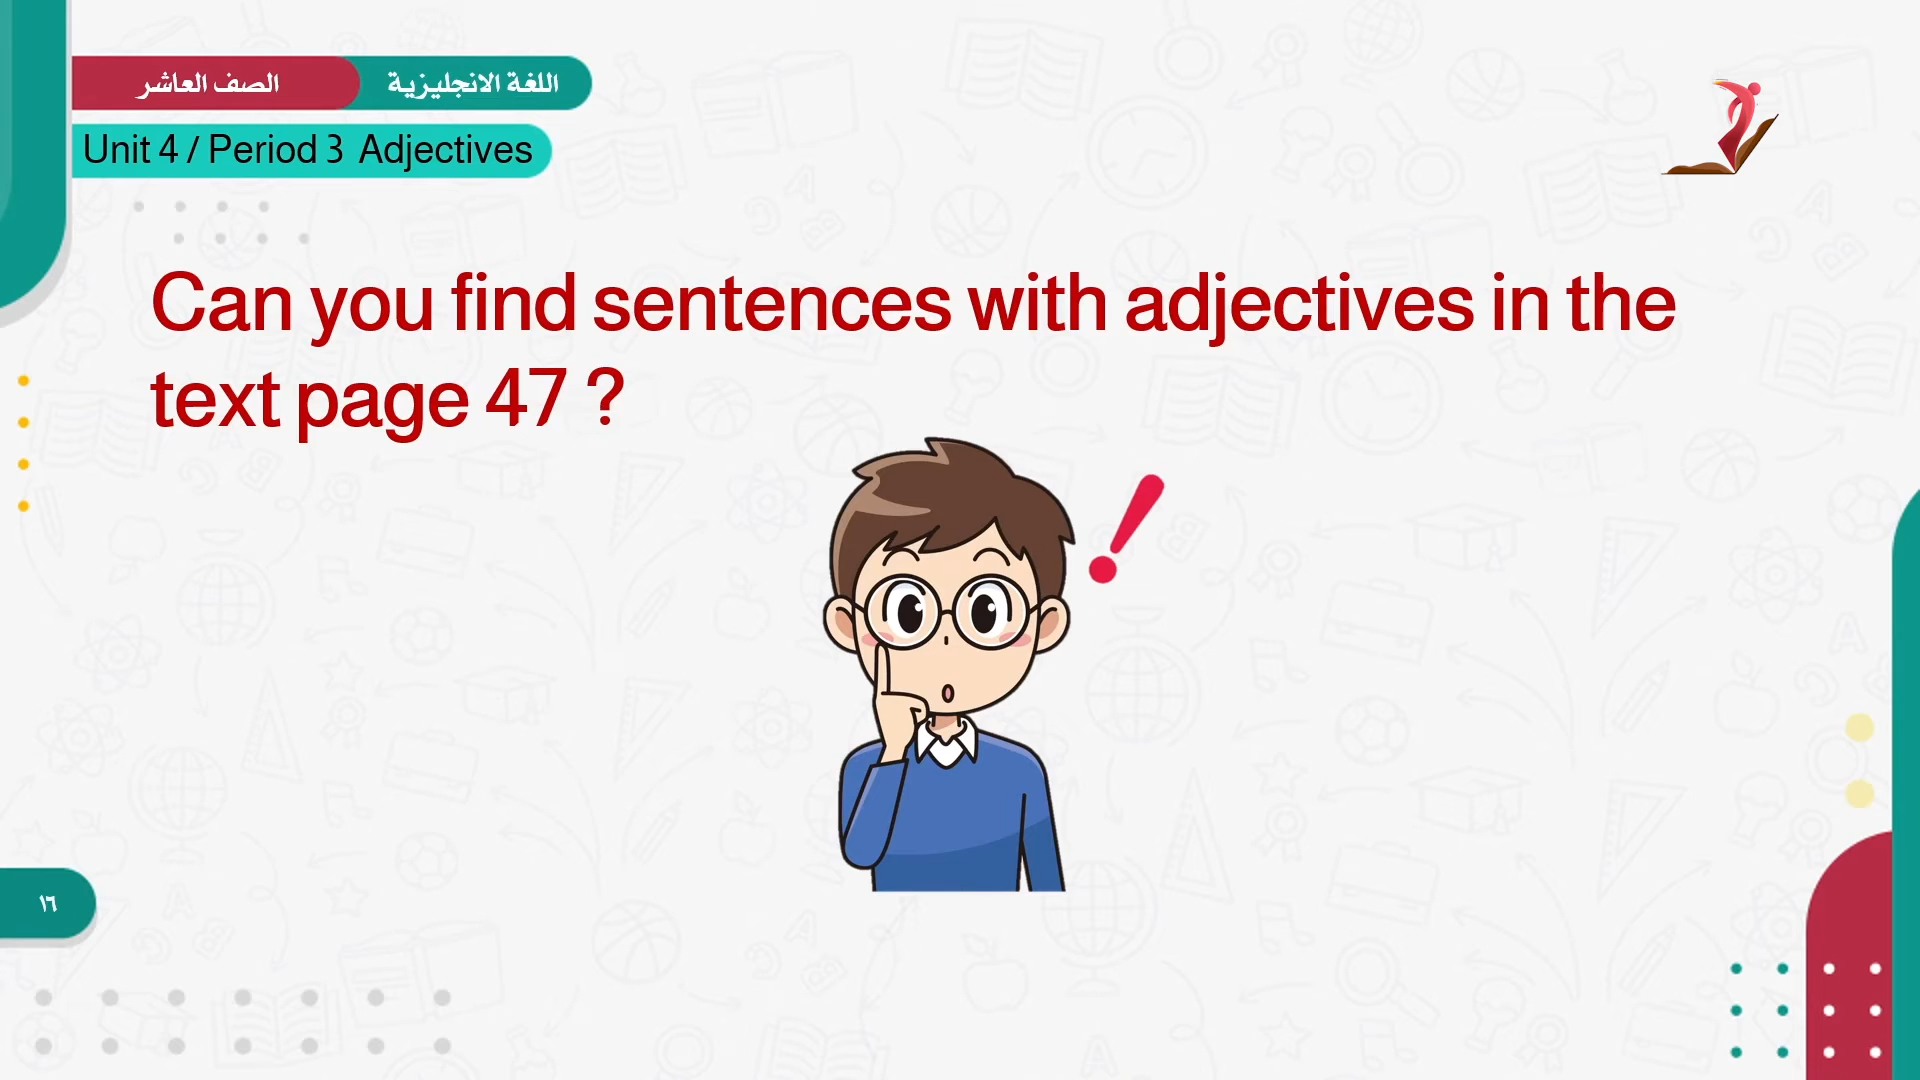 اللغة الانجليزية
الصف العاشر
Unit 4 / Period 3 Adjectives
Can you find sentences with adjectives in the
text page 47 ?
١٦